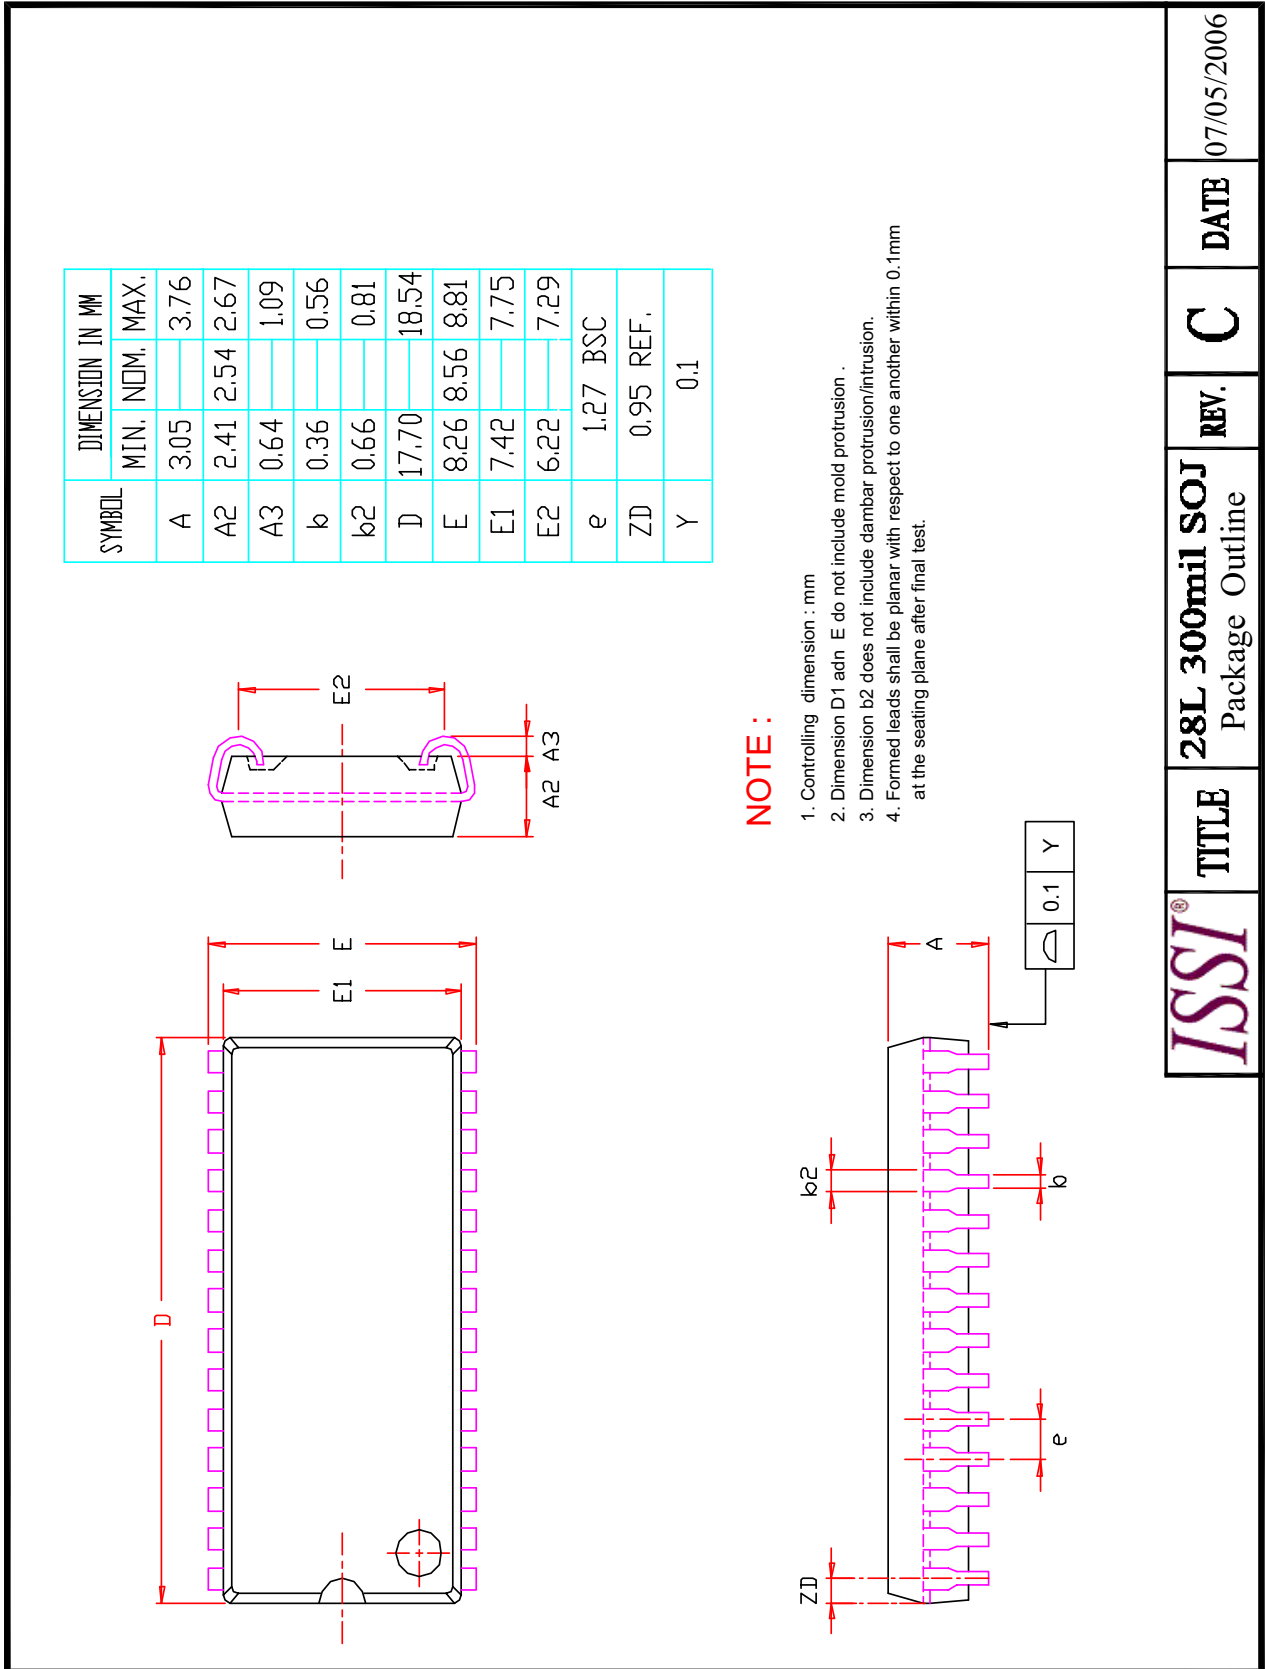 SYMBOL DIMENSION IN MM
MIN. NOM. MAX.
A 3.05 3.76
A2 2.41 2.54 2.67
A3 0.64 1.09
b 0.36 0.56
b2 0.66 0.81
D 17.70 18.54
E 8.26 8.56 8.81
E1 7.42 7.75
E2 6.22 7.29
e 1.27 BSC
ZD 0.95 REF.
Y 0.1
D
E1
E
E2
A2 A3
ZD
b2
e
b
A
0.1 Y
NOTE :
1. Controlling dimension : mm
2. Dimension D1 adn E do not include mold protrusion .
3. Dimension b2 does not include dambar protrusion/intrusion.
4. Formed leads shall be planar with respect to one another within 0.1mm
at the seating plane after final test.
ISSI®
TITLE
28L 300mil SOJ
Package Outline
REV.
C
DATE
07/05/2006